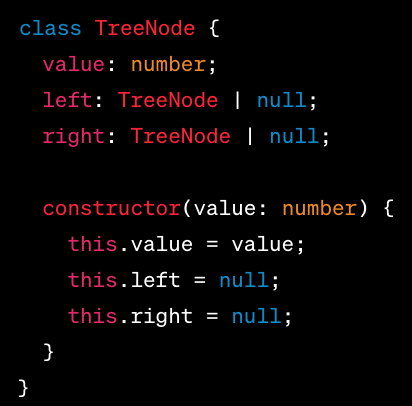 class TreeNode {
  value: number;
  left: TreeNode | null;
  right: TreeNode | null;

  constructor(value: number) {
    this.value = value;
    this.left = null;
    this.right = null;
  }
}